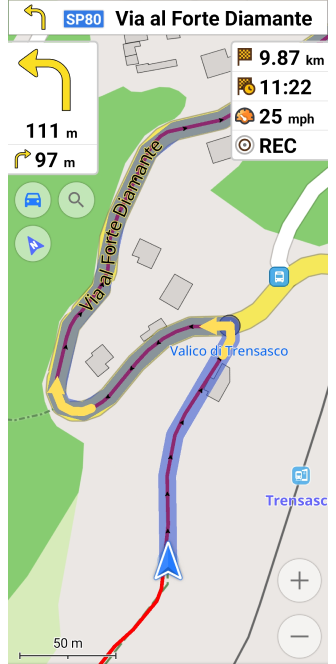 SP80 Via al Forte Diamante
111 m
97 m
9.87 km
11:22
25 mph
REC
Via al Forte Diamante
Valico di Trensasco
Trensasc
50 m